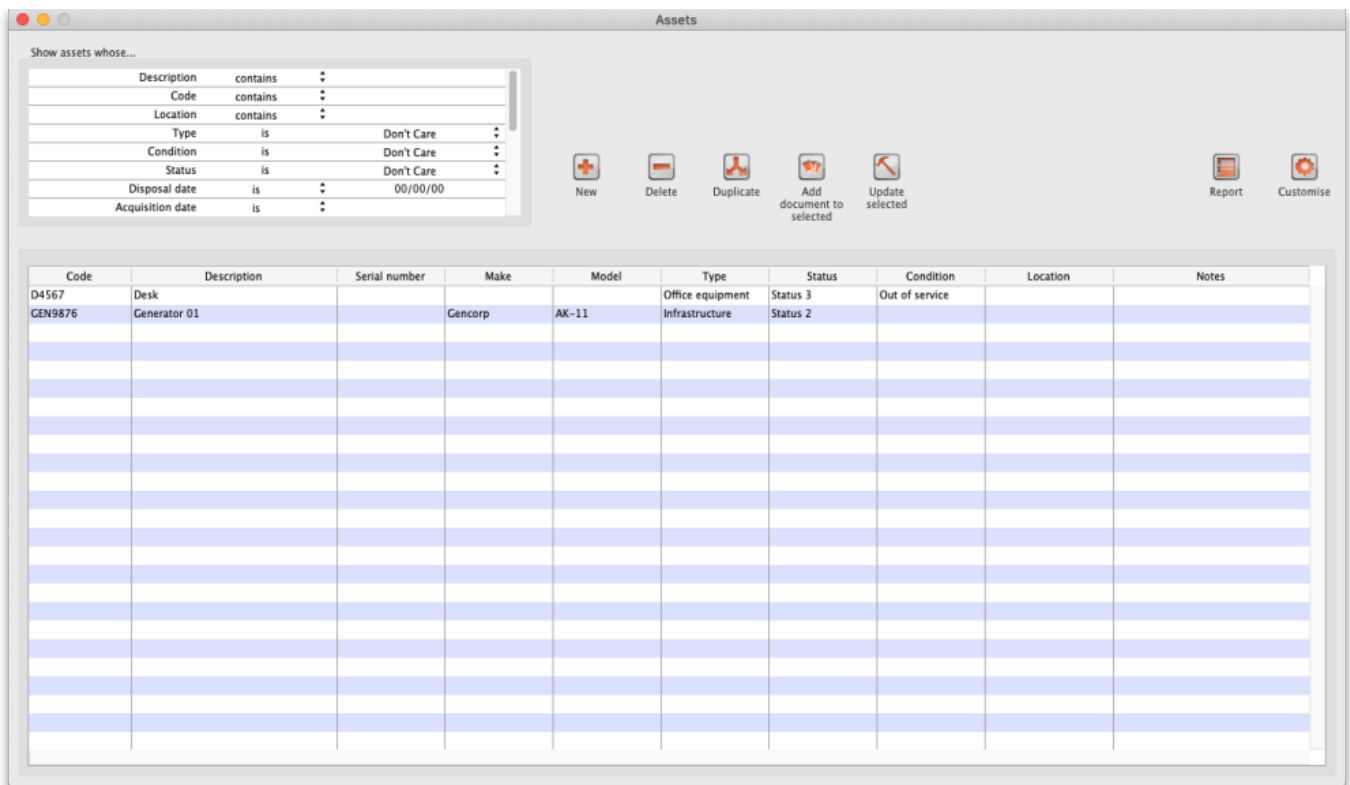 Assets
Show assets whose...
Description contains
Code contains
Location contains
Type is Don't Care
Condition is Don't Care
Status is Don't Care
Disposal date is 00/00/00
Acquisition date is
New
Delete
Duplicate
Add
document to
selected
Update
selected
Report
Customise
Code Description Serial number Make Model Type Status Condition Location Notes
D4567 Desk Office equipment Status 3 Out of service
GEN9876 Generator 01 Gencorp AK-11 Infrastructure Status 2